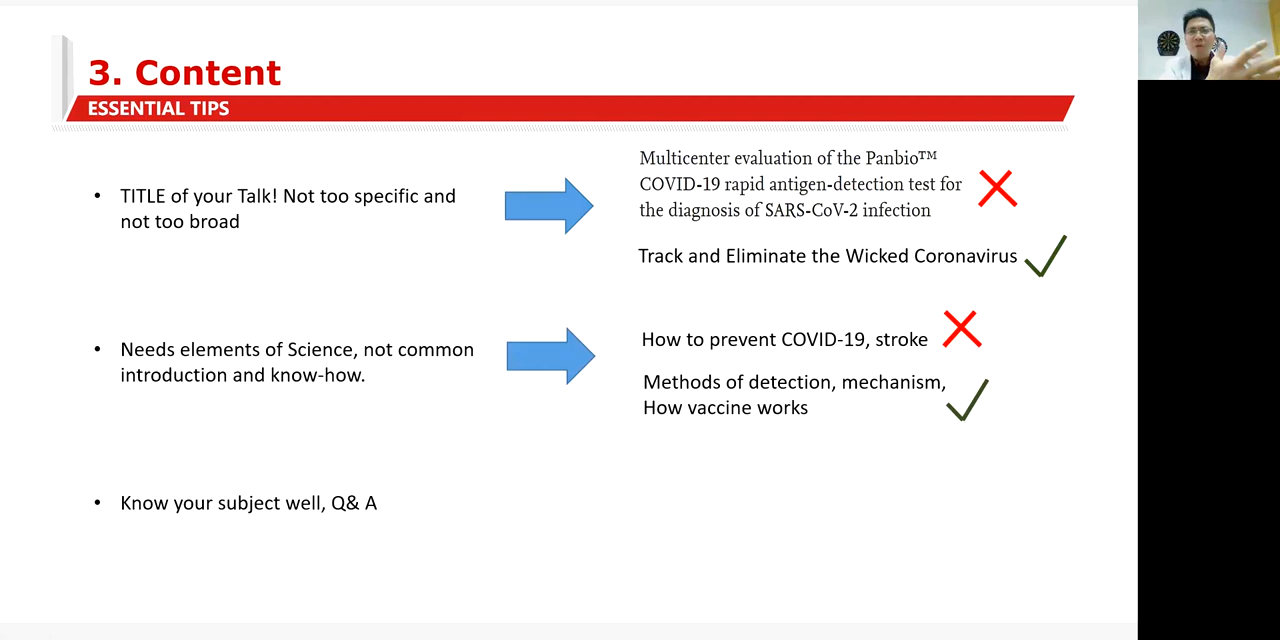 3. Content
ESSENTIAL TIPS
• TITLE of your Talk! Not too specific and
not too broad
Multicenter evaluation of the Panbio™
COVID-19 rapid antigen-detection test for
the diagnosis of SARS-CoV-2 infection
Track and Eliminate the Wicked Coronavirus
• Needs elements of Science, not common
introduction and know-how.
How to prevent COVID-19, stroke
Methods of detection, mechanism,
How vaccine works
• Know your subject well, Q& A